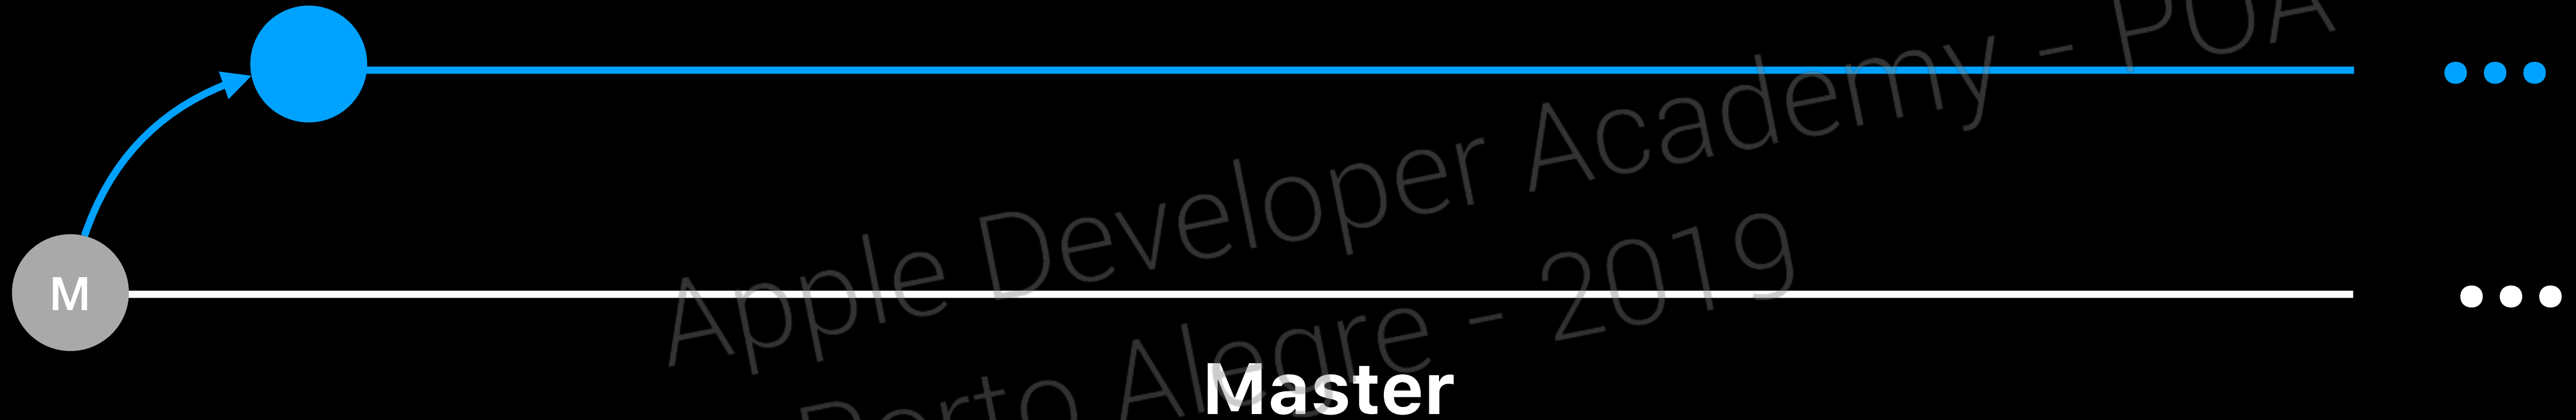 Apple Developer Academy - POA
M
Porto Alegre - 2019
Master